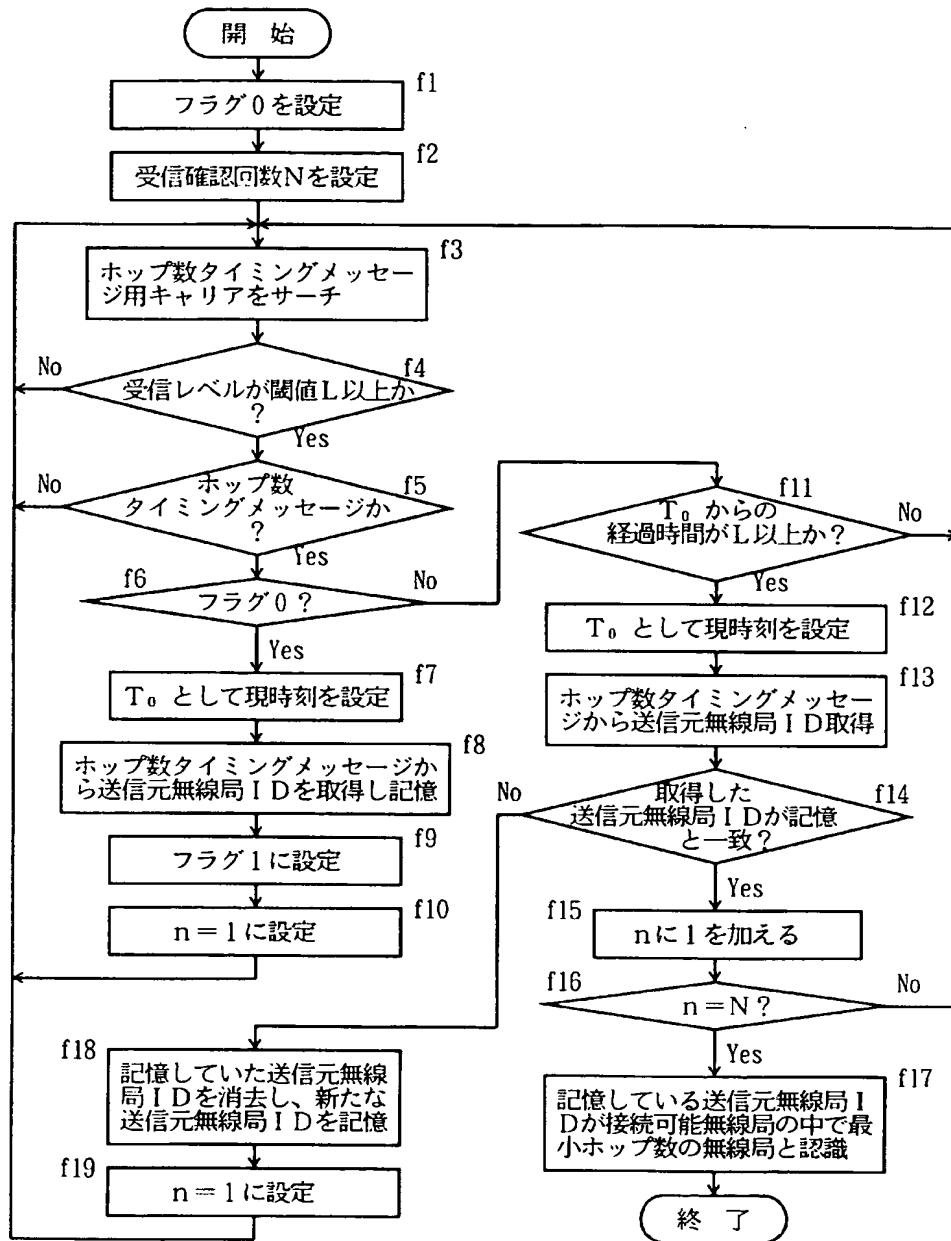 開 始
f1
フラグ０を設定
f2
受信確認回数Nを設定
f3
ホップ数タイミングメッセー
ジ用キャリアをサーチ
No
f4
受信レベルが閾値L以上か
？
Yes
No
f5
ホップ数
タイミングメッセージか
？
Yes
f6
フラグ０？
No
Yes
f7
T₀ として現時刻を設定
f8
ホップ数タイミングメッセージか
ら送信元無線局ＩＤを取得し記憶
f9
フラグ１に設定
f10
n＝１に設定
f11
T₀ からの
経過時間がL以上か？
No
Yes
f12
T₀ として現時刻を設定
f13
ホップ数タイミングメッセー
ジから送信元無線局ＩＤ取得
No
f14
取得した
送信元無線局ＩＤが記憶
と一致？
Yes
f15
nに１を加える
f16
n＝N？
No
Yes
f17
記憶している送信元無線局Ｉ
Ｄが接続可能無線局の中で最
小ホップ数の無線局と認識
終 了
f18
記憶していた送信元無線
局ＩＤを消去し、新たな
送信元無線局ＩＤを記憶
f19
n＝１に設定